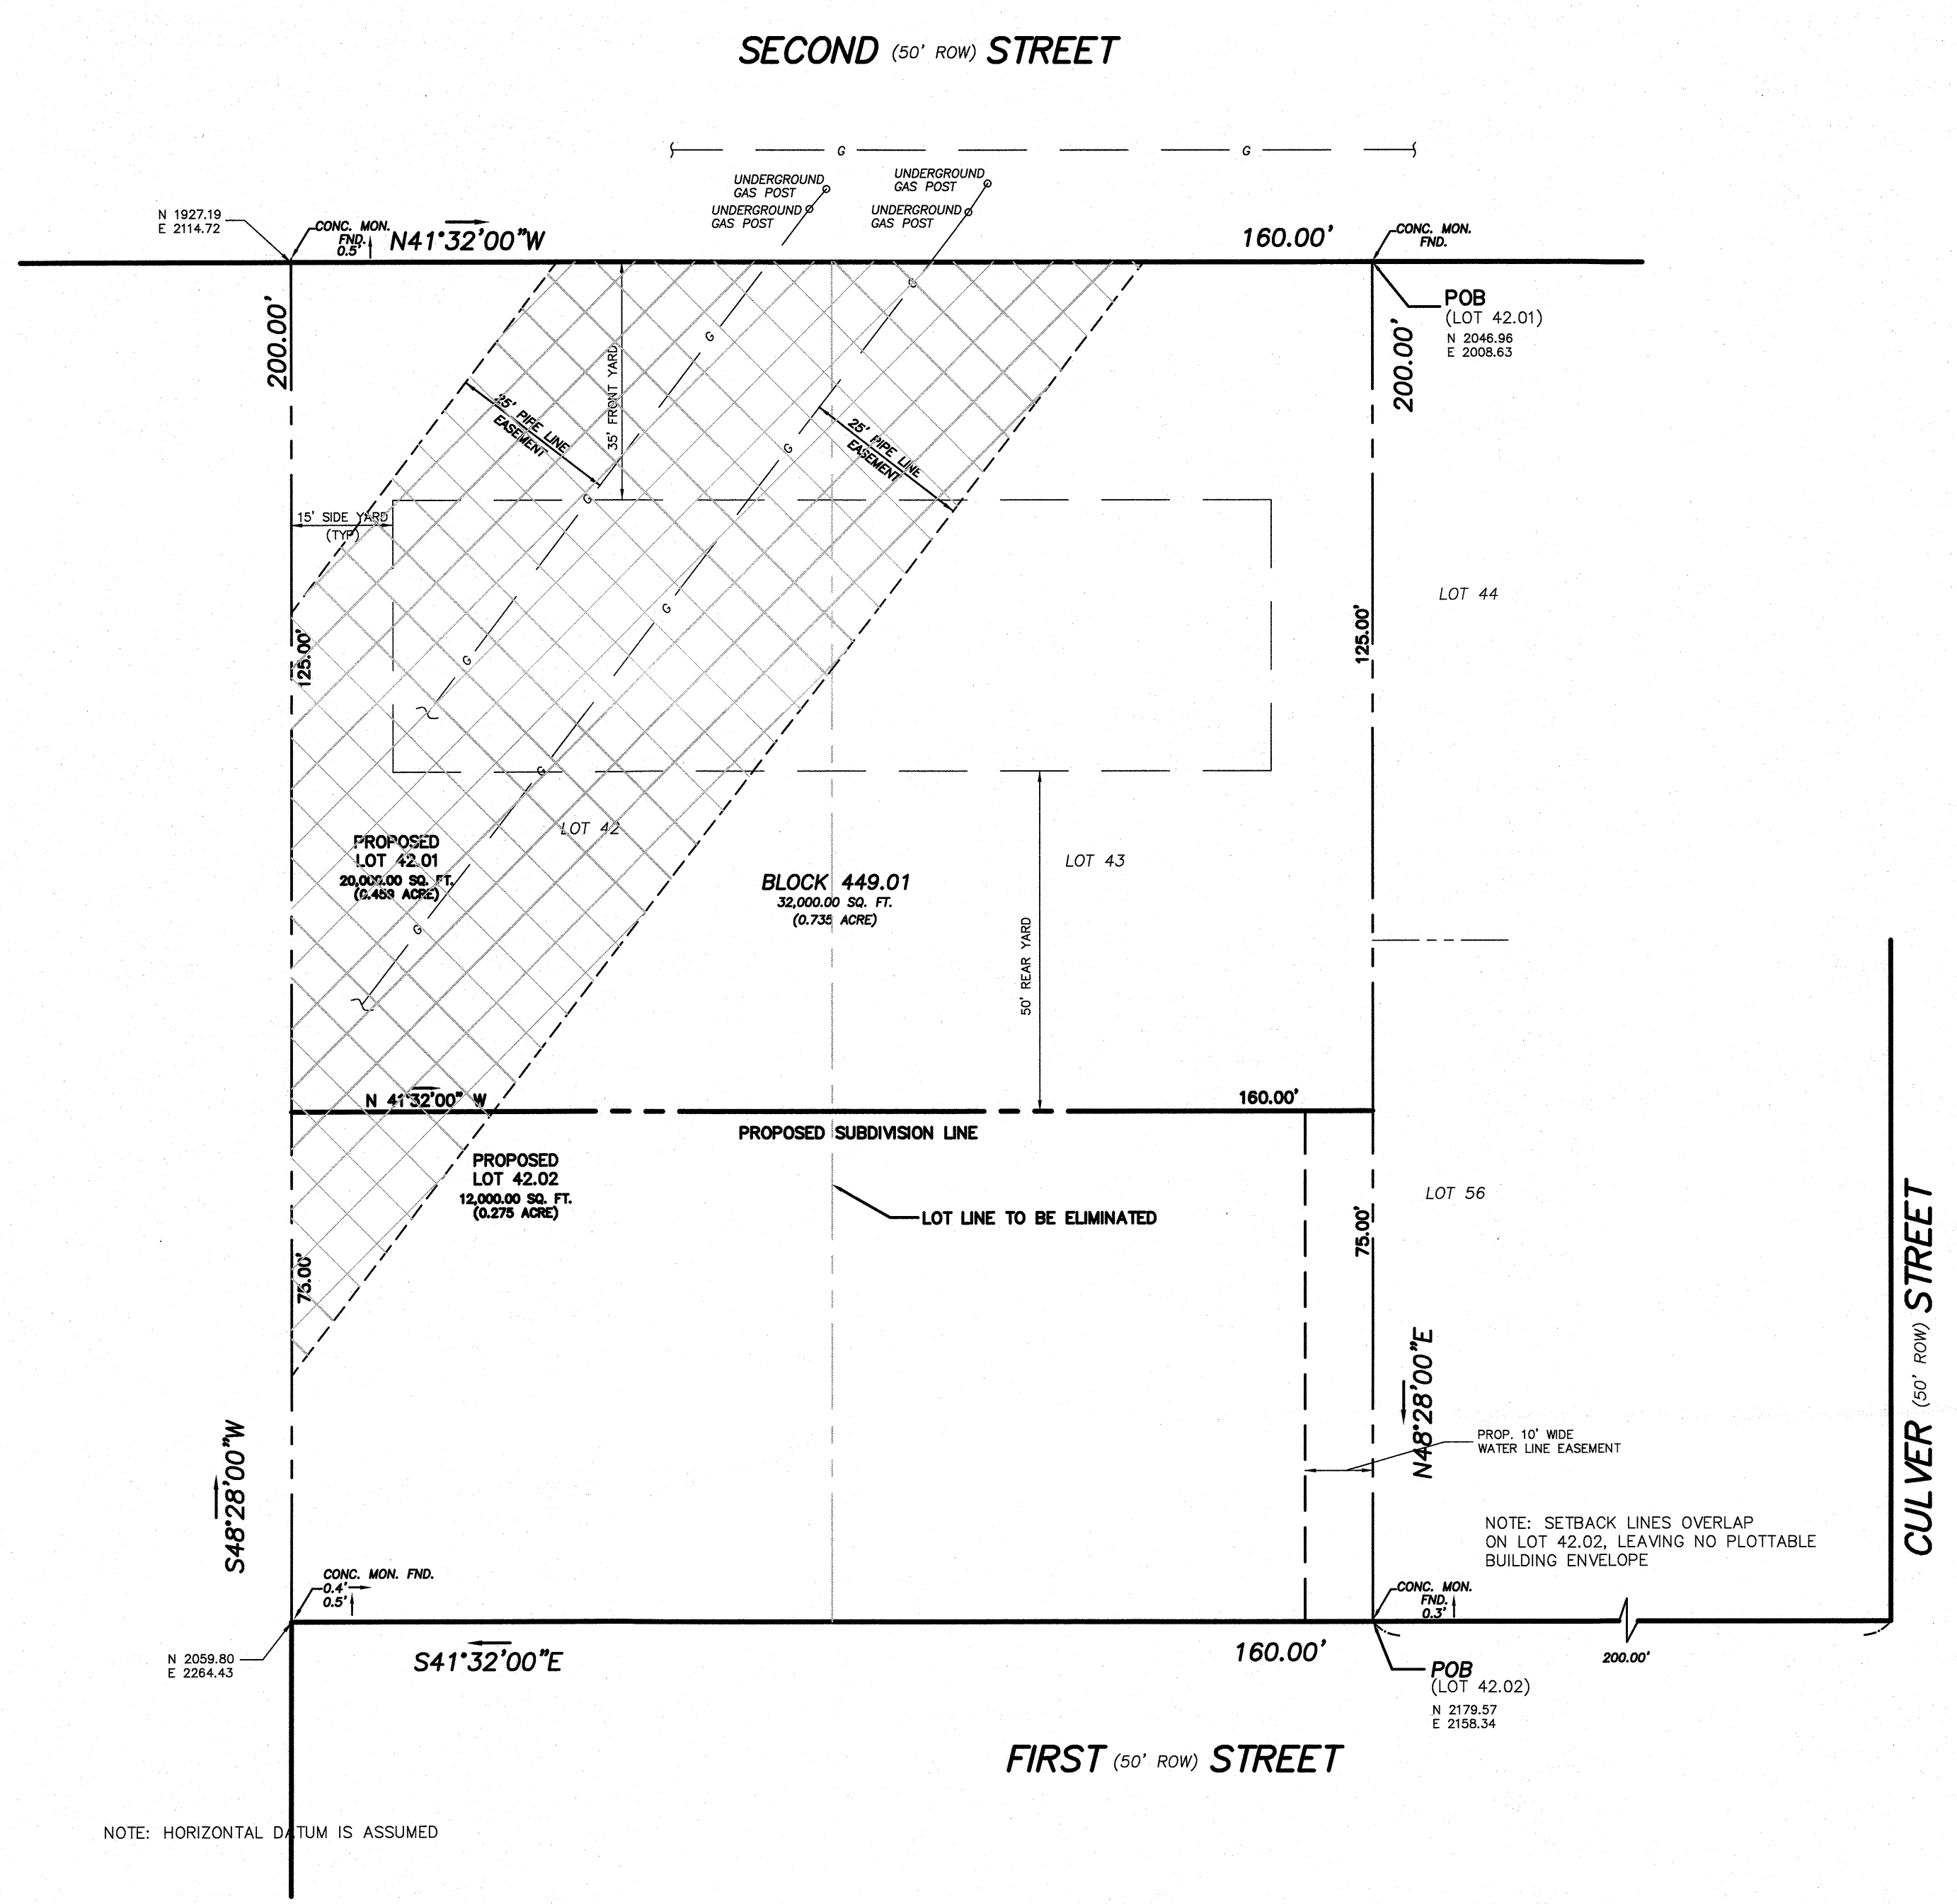 SECOND (50' ROW) STREET
G
G
UNDERGROUND
GAS POST
UNDERGROUND
GAS POST
UNDERGROUND
GAS POST
UNDERGROUND
GAS POST
N 1927.19
E 2114.72
CONC. MON.
FND.
0.5'
N41°32'00"W
160.00'
CONC. MON.
FND.
POB
(LOT 42.01)
N 2046.96
E 2008.63
200.00'
200.00'
G
G
35' FRONT YARD
25' PIPE LINE
EASEMENT
25' PIPE LINE
EASEMENT
G
G
15' SIDE YARD
(TYP)
LOT 44
G
G
125.00'
125.00'
G
LOT 42
PROPOSED
LOT 42.01
20,000.00 SQ. FT.
(0.459 ACRE)
LOT 43
BLOCK 449.01
32,000.00 SQ. FT.
(0.735 ACRE)
G
50' REAR YARD
N 41°32'00" W
160.00'
PROPOSED SUBDIVISION LINE
PROPOSED
LOT 42.02
12,000.00 SQ. FT.
(0.275 ACRE)
LOT 56
LOT LINE TO BE ELIMINATED
75.00'
75.00'
CULVER (50' ROW) STREET
S48°28'00"W
N48°28'00"E
PROP. 10' WIDE
WATER LINE EASEMENT
NOTE: SETBACK LINES OVERLAP
ON LOT 42.02, LEAVING NO PLOTTABLE
BUILDING ENVELOPE
CONC. MON. FND.
0.4'
0.5'
CONC. MON.
FND.
0.3'
N 2059.80
E 2264.43
S41°32'00"E
160.00'
200.00'
POB
(LOT 42.02)
N 2179.57
E 2158.34
FIRST (50' ROW) STREET
NOTE: HORIZONTAL DATUM IS ASSUMED